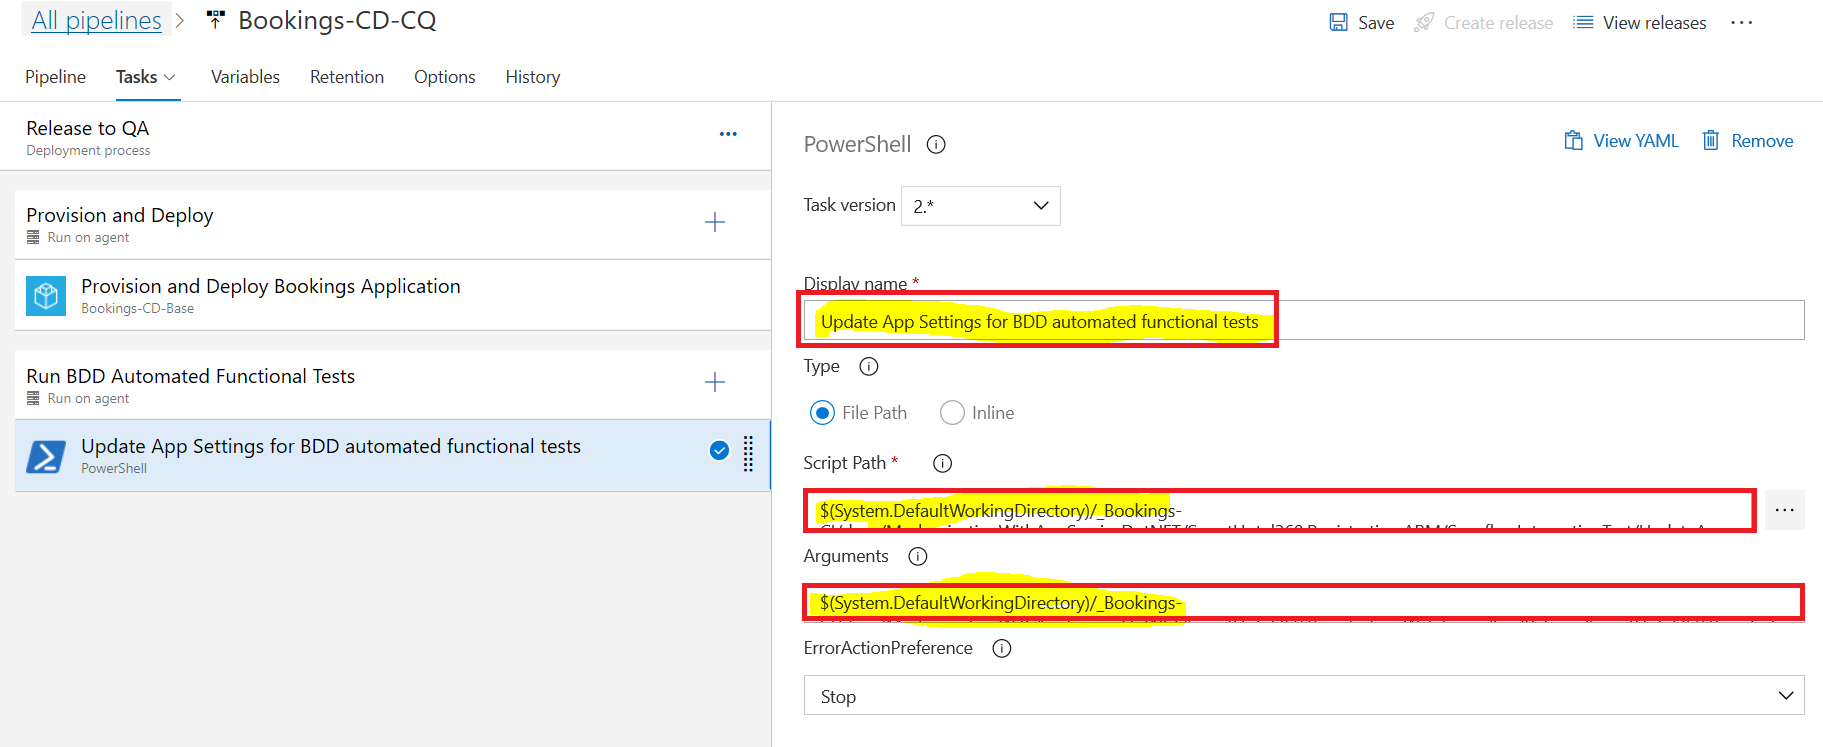 All pipelines > Bookings-CD-CQ
Save Create release View releases ...
Pipeline Tasks Variables Retention Options History
Release to QA
Deployment process
Provision and Deploy
Run on agent
Provision and Deploy Bookings Application
Bookings-CD-Base
Run BDD Automated Functional Tests
Run on agent
Update App Settings for BDD automated functional tests
PowerShell
PowerShell
View YAML Remove
Task version 2.*
Display name *
Update App Settings for BDD automated functional tests
Type
File Path Inline
Script Path *
$(System.DefaultWorkingDirectory)/_Bookings-
Arguments
$(System.DefaultWorkingDirectory)/_Bookings-
ErrorActionPreference
Stop